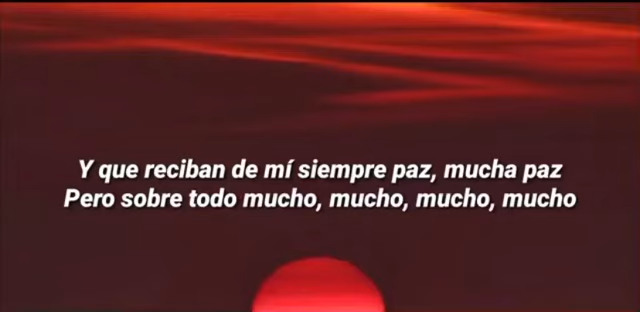 Y que reciban de mí siempre paz, mucha paz
Pero sobre todo mucho, mucho, mucho, mucho